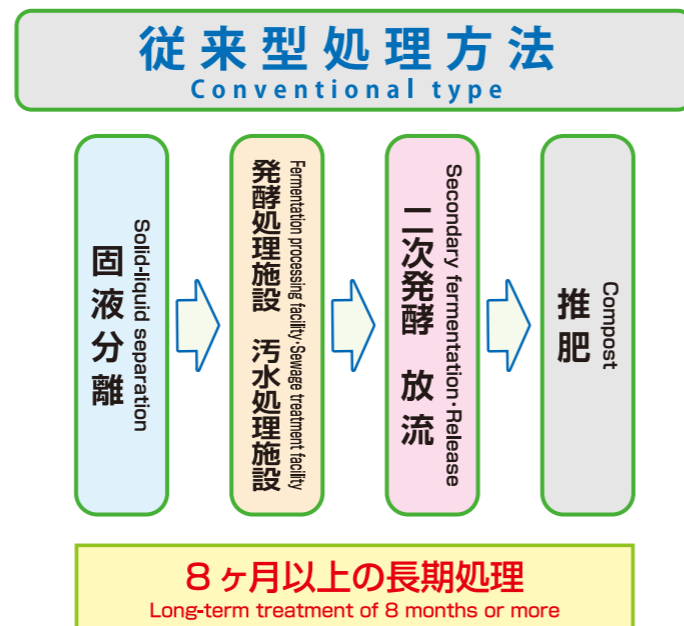 従来型処理方法
Conventional type
固液分離
Solid-liquid separation
発酵処理施設 汚水処理施設
Fermentation processing facility・Sewage treatment facility
二次発酵 放流
Secondary fermentation・Release
推肥
Compost
8ヶ月以上の長期処理
Long-term treatment of 8 months or more